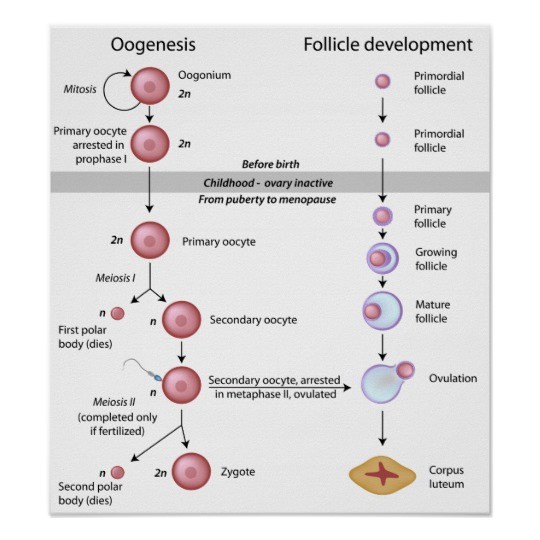 Oogenesis
Follicle development
Oogonium
Mitosis
2n
Primordial
follicle
Primary oocyte
arrested in
prophase I
2n
Primordial
follicle
Before birth
Childhood - ovary inactive
From puberty to menopause
Primary
follicle
2n
Primary oocyte
Growing
follicle
Meiosis I
n
First polar
body (dies)
n
Secondary oocyte
Mature
follicle
n
Secondary oocyte, arrested
in metaphase II, ovulated
Ovulation
Meiosis II
(completed only
if fertilized)
n
Second polar
body (dies)
2n
Zygote
Corpus
luteum